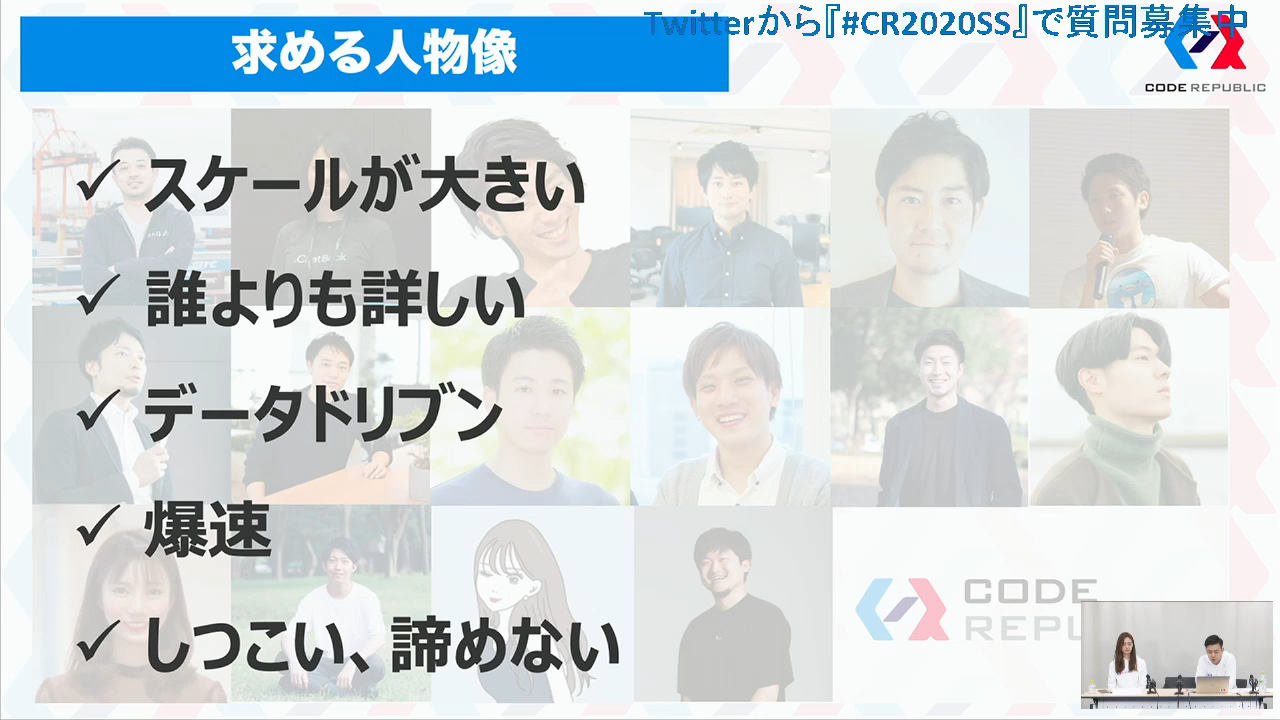 Twitterから『#CR2020SS』で質問募集中
求める人物像
CODE REPUBLIC
✓ スケールが大きい
✓ 誰よりも詳しい
✓ データドリブン
✓ 爆速
✓ しつこい、諦めない
CODE